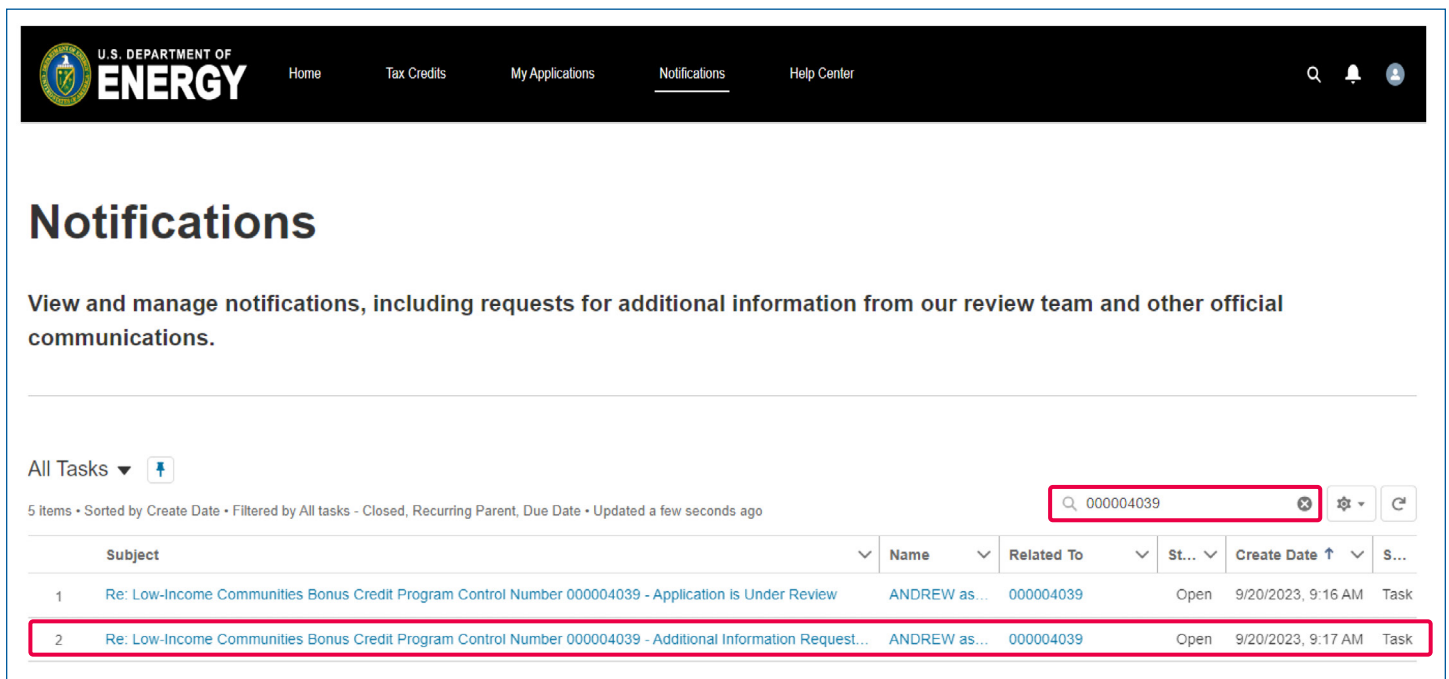 U.S. DEPARTMENT OF
ENERGY
Home Tax Credits My Applications Notifications Help Center
Notifications
View and manage notifications, including requests for additional information from our review team and other official
communications.
All Tasks
5 items • Sorted by Create Date • Filtered by All tasks - Closed, Recurring Parent, Due Date • Updated a few seconds ago
000004039
Subject Name Related To St... Create Date S...
1 Re: Low-Income Communities Bonus Credit Program Control Number 000004039 - Application is Under Review ANDREW as... 000004039 Open 9/20/2023, 9:16 AM Task
2 Re: Low-Income Communities Bonus Credit Program Control Number 000004039 - Additional Information Request... ANDREW as... 000004039 Open 9/20/2023, 9:17 AM Task